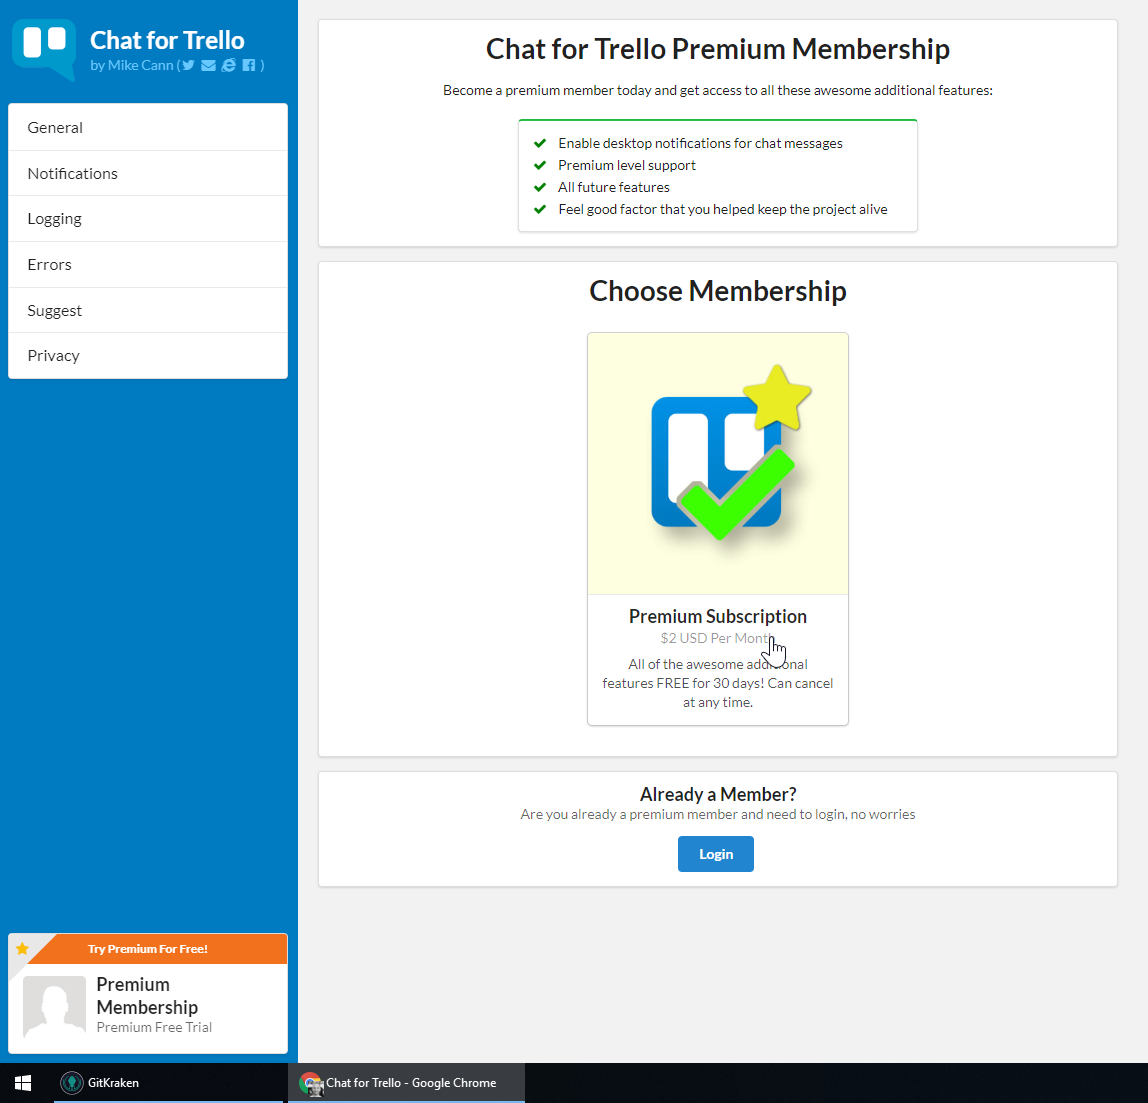 Chat for Trello
by Mike Cann ( )
General
Notifications
Logging
Errors
Suggest
Privacy
Try Premium For Free!
Premium
Membership
Premium Free Trial
Chat for Trello Premium Membership
Become a premium member today and get access to all these awesome additional features:
Enable desktop notifications for chat messages
Premium level support
All future features
Feel good factor that you helped keep the project alive
Choose Membership
Premium Subscription
$2 USD Per Month
All of the awesome additional
features FREE for 30 days! Can cancel
at any time.
Already a Member?
Are you already a premium member and need to login, no worries
Login
GitKraken
Chat for Trello - Google Chrome